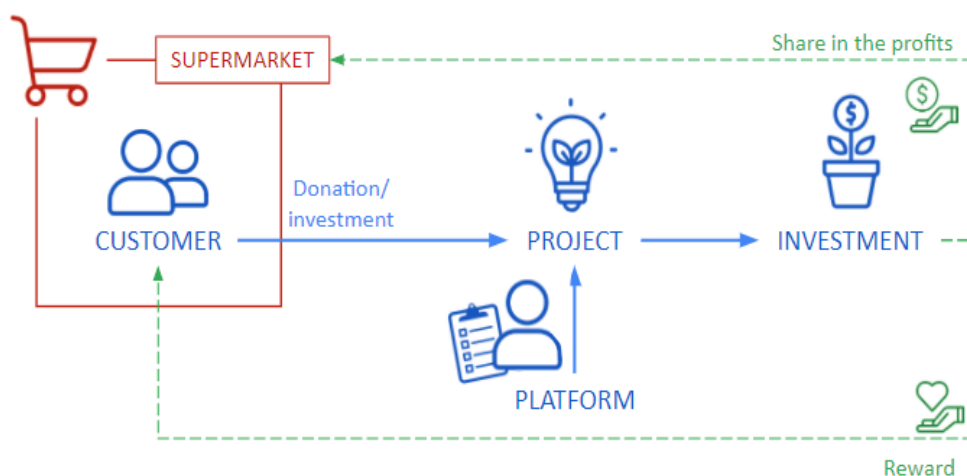 SUPERMARKET
Share in the profits
$
$
Donation/
investment
CUSTOMER
PROJECT
INVESTMENT
PLATFORM
Reward